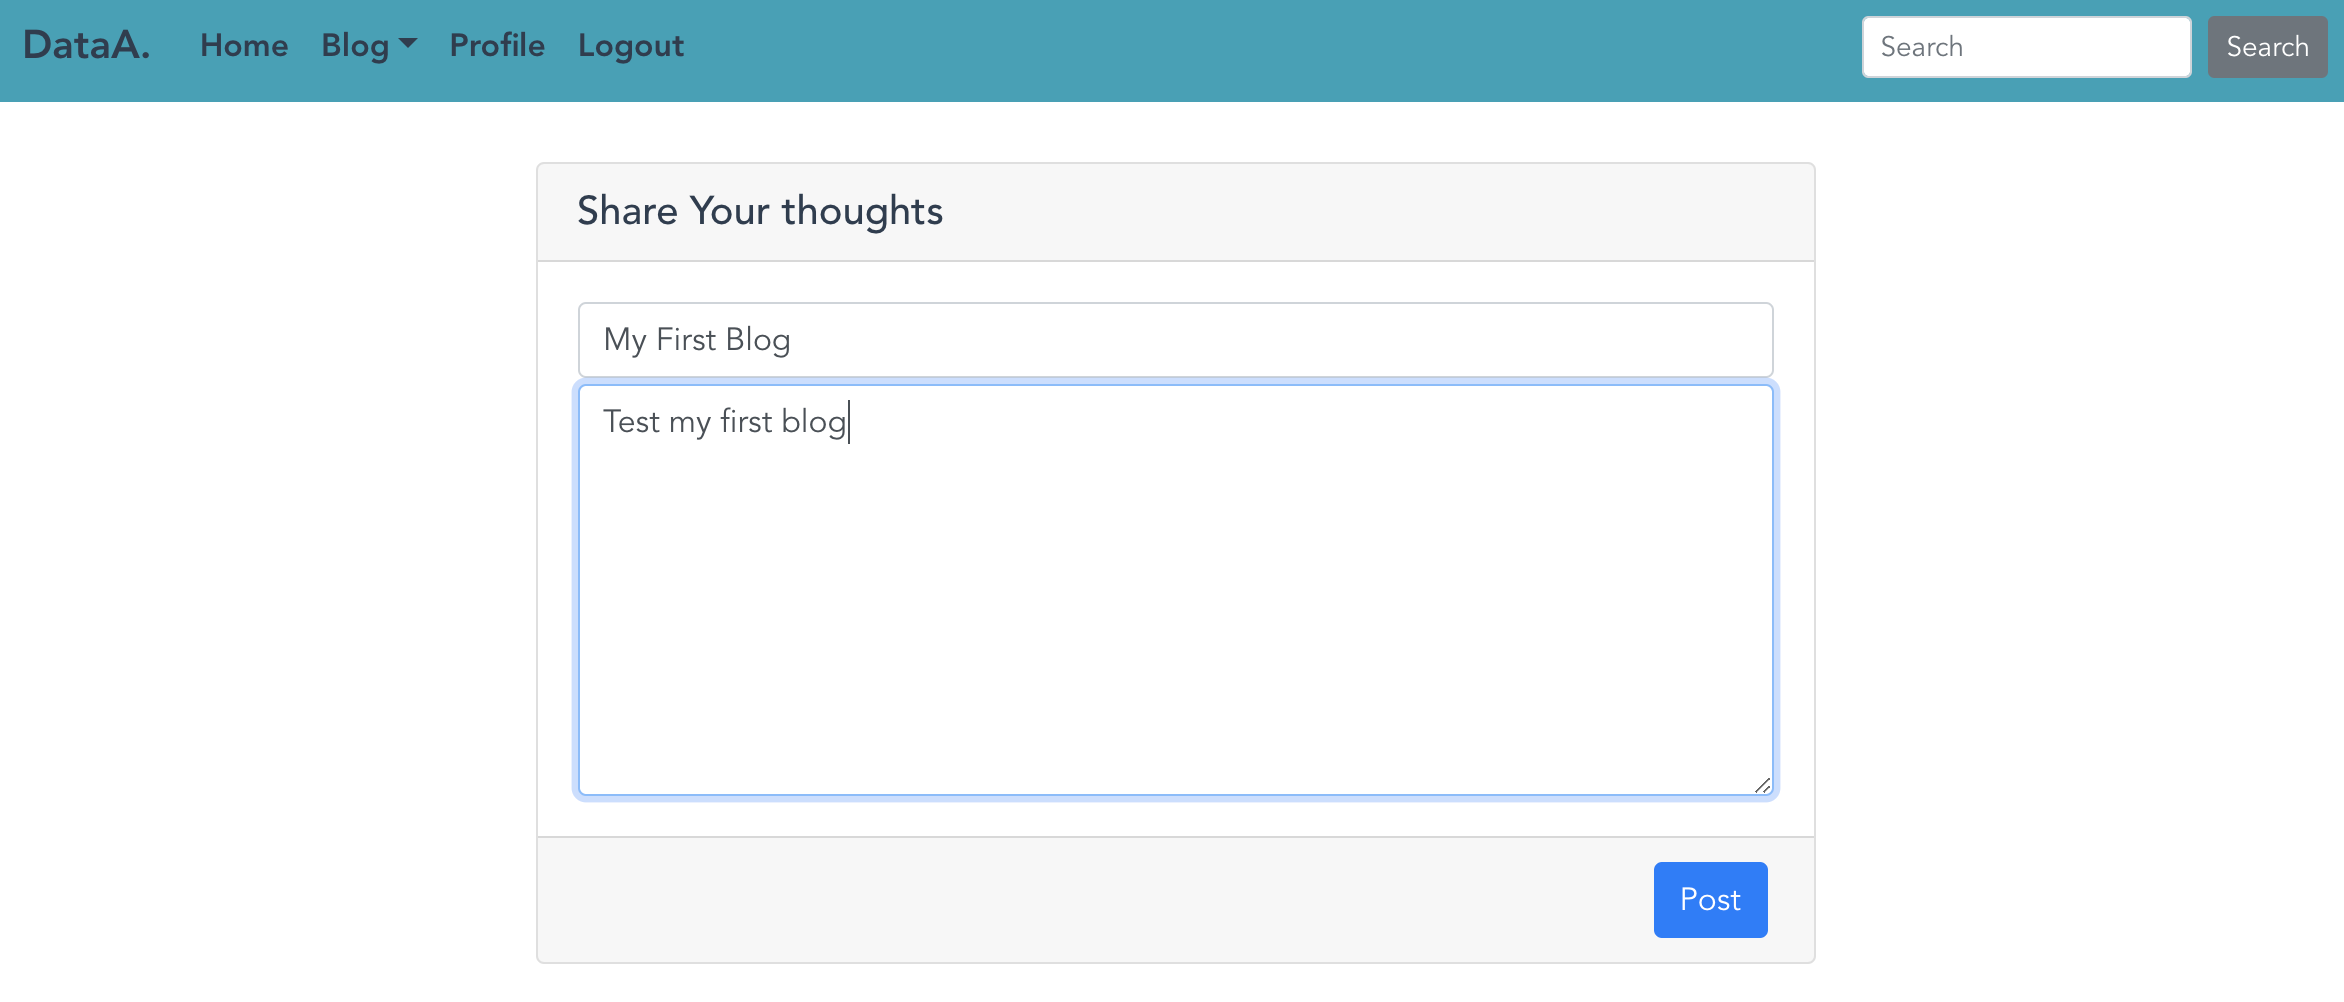 DataA. Home Blog Profile Logout Search Search
Share Your thoughts
My First Blog
Test my first blog
Post